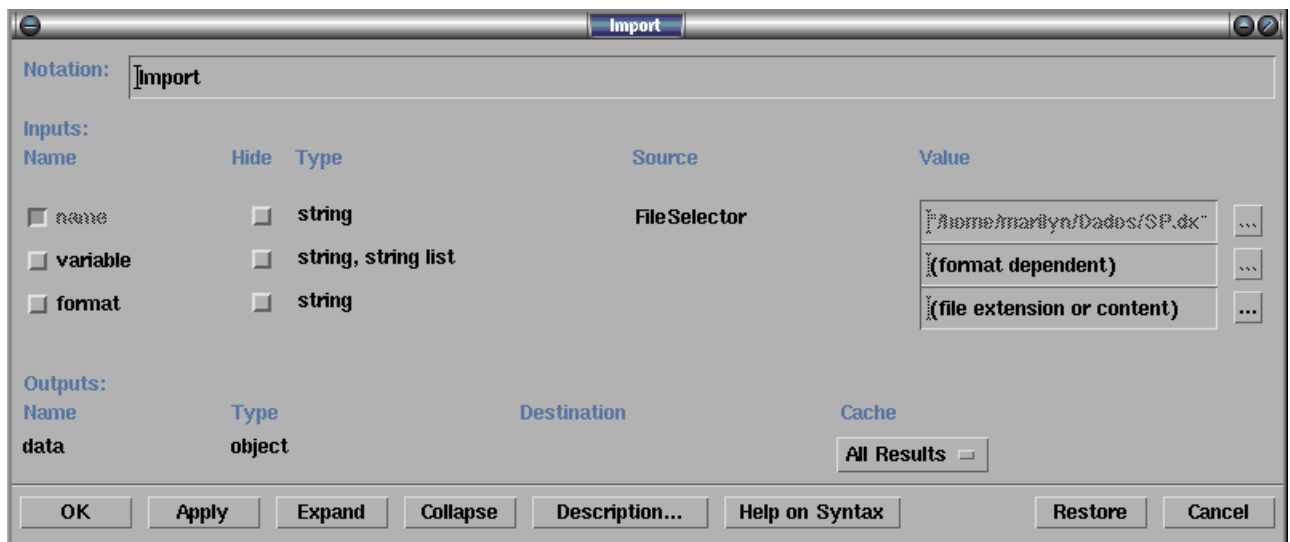 Import
Notation: Import
Inputs:
Name Hide Type Source Value
name string FileSelector "/home/marilyn/Dados/SP.dx" ...
variable string, string list (format dependent) ...
format string (file extension or content) ...
Outputs:
Name Type Destination Cache
data object All Results
OK Apply Expand Collapse Description... Help on Syntax Restore Cancel